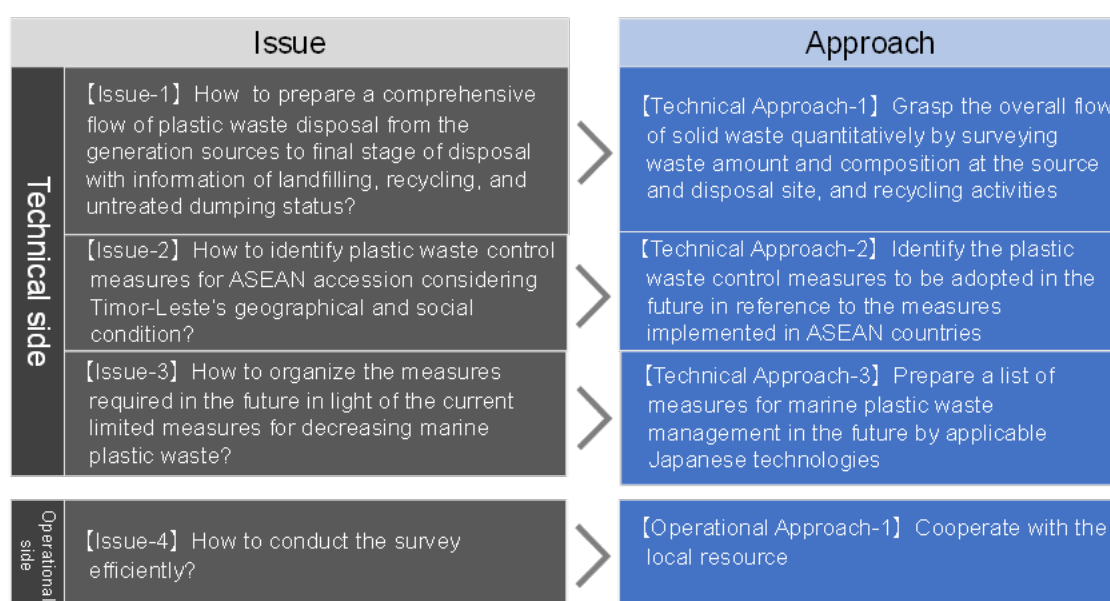 Issue
Approach
Technical side
【Issue-1】How to prepare a comprehensive
flow of plastic waste disposal from the
generation sources to final stage of disposal
with information of landfilling, recycling, and
untreated dumping status?
【Technical Approach-1】Grasp the overall flow
of solid waste quantitatively by surveying
waste amount and composition at the source
and disposal site, and recycling activities
【Issue-2】How to identify plastic waste control
measures for ASEAN accession considering
Timor-Leste's geographical and social
condition?
【Technical Approach-2】Identify the plastic
waste control measures to be adopted in the
future in reference to the measures
implemented in ASEAN countries
【Issue-3】How to organize the measures
required in the future in light of the current
limited measures for decreasing marine
plastic waste?
【Technical Approach-3】Prepare a list of
measures for marine plastic waste
management in the future by applicable
Japanese technologies
Operational
side
【Issue-4】How to conduct the survey
efficiently?
【Operational Approach-1】Cooperate with the
local resource